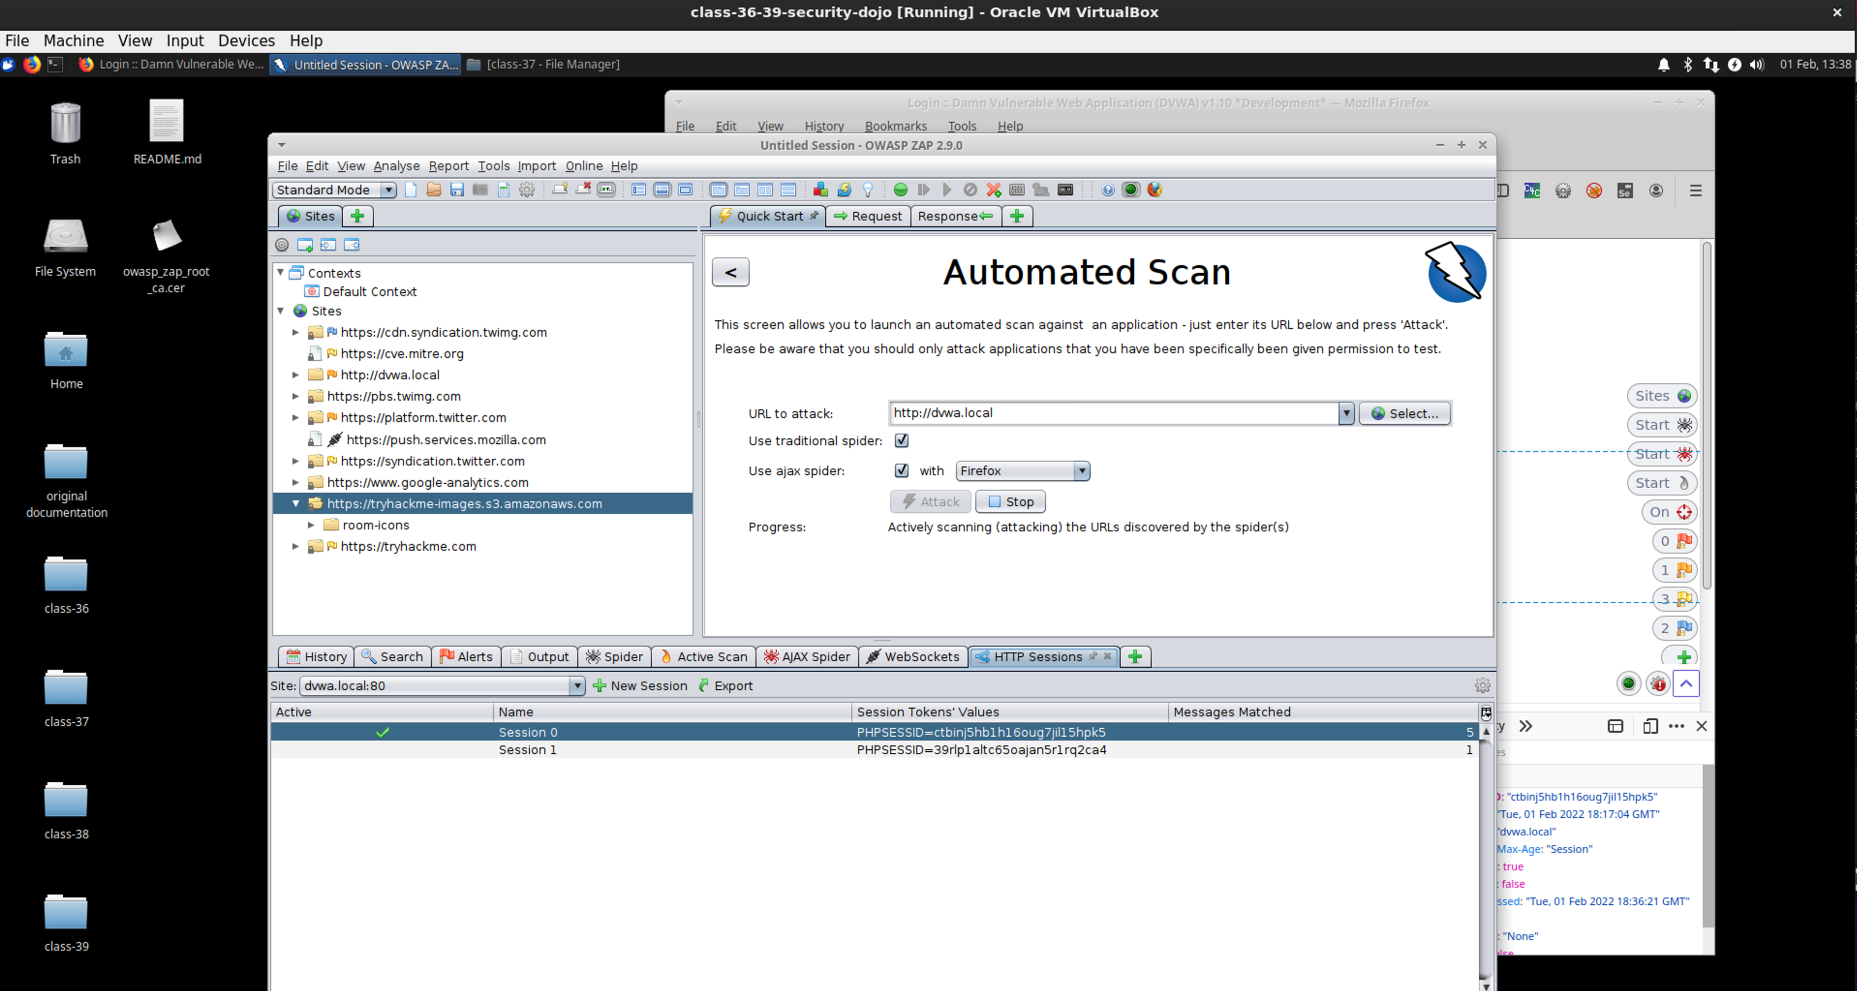 class-36-39-security-dojo [Running] - Oracle VM VirtualBox
File Machine View Input Devices Help
Login :: Damn Vulnerable We...
Untitled Session - OWASP ZA...
[class-37 - File Manager]
01 Feb, 13:38
Trash
README.md
File System
owasp_zap_root
_ca.cer
Home
original
documentation
class-36
class-37
class-38
class-39
Login :: Damn Vulnerable Web Application (DVWA) v1.10 *Development* — Mozilla Firefox
File Edit View History Bookmarks Tools Help
Untitled Session - OWASP ZAP 2.9.0
File Edit View Analyse Report Tools Import Online Help
Standard Mode
Sites
Quick Start
Request
Response
Contexts
Default Context
Sites
https://cdn.syndication.twimg.com
https://cve.mitre.org
http://dvwa.local
https://pbs.twimg.com
https://platform.twitter.com
https://push.services.mozilla.com
https://syndication.twitter.com
https://www.google-analytics.com
https://tryhackme-images.s3.amazonaws.com
room-icons
https://tryhackme.com
<
Automated Scan
This screen allows you to launch an automated scan against an application - just enter its URL below and press 'Attack'.
Please be aware that you should only attack applications that you have been specifically been given permission to test.
URL to attack: http://dvwa.local Select...
Use traditional spider:
Use ajax spider: with Firefox
Attack Stop
Progress: Actively scanning (attacking) the URLs discovered by the spider(s)
Sites
Start
Start
Start
On
0
1
3
2
History Search Alerts Output Spider Active Scan AJAX Spider WebSockets HTTP Sessions
Site: dvwa.local:80 New Session Export
Active Name Session Tokens' Values Messages Matched
Session 0 PHPSESSID=ctbinj5hb1h16oug7jil15hpk5 5
Session 1 PHPSESSID=39rlp1altc65oajan5r1rq2ca4 1
"ctbinj5hb1h16oug7jil15hpk5"
"Tue, 01 Feb 2022 18:17:04 GMT"
"dvwa.local"
Max-Age: "Session"
: true
: false
ssed: "Tue, 01 Feb 2022 18:36:21 GMT"
: "None"